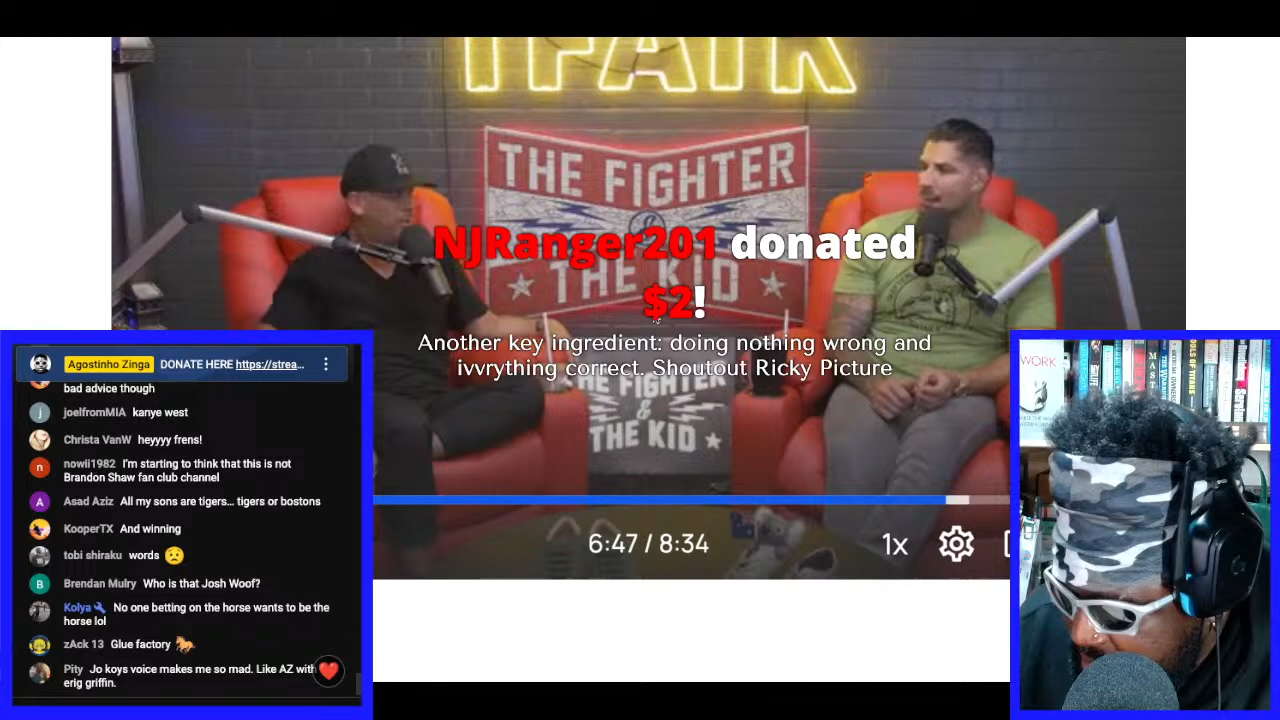 TFATK
THE FIGHTER
&
THE KID
NJRanger201 donated
$2!
Another key ingredient: doing nothing wrong and
ivvrything correct. Shoutout Ricky Picture
THE FIGHTER
&
THE KID
6:47 / 8:34
1x
Agostinho Zinga DONATE HERE https://strea...
bad advice though
joelfromMIA kanye west
Christa VanW heyyyy frens!
nowii1982 I'm starting to think that this is not
Brandon Shaw fan club channel
Asad Aziz All my sons are tigers... tigers or bostons
KooperTX And winning
tobi shiraku words 😟
Brendan Mulry Who is that Josh Woof?
Kolya🔧 No one betting on the horse wants to be the
horse lol
zAck 13 Glue factory 🐎
Pity Jo koys voice makes me so mad. Like AZ with
erig griffin.
WORK
TOOLS OF TITANS